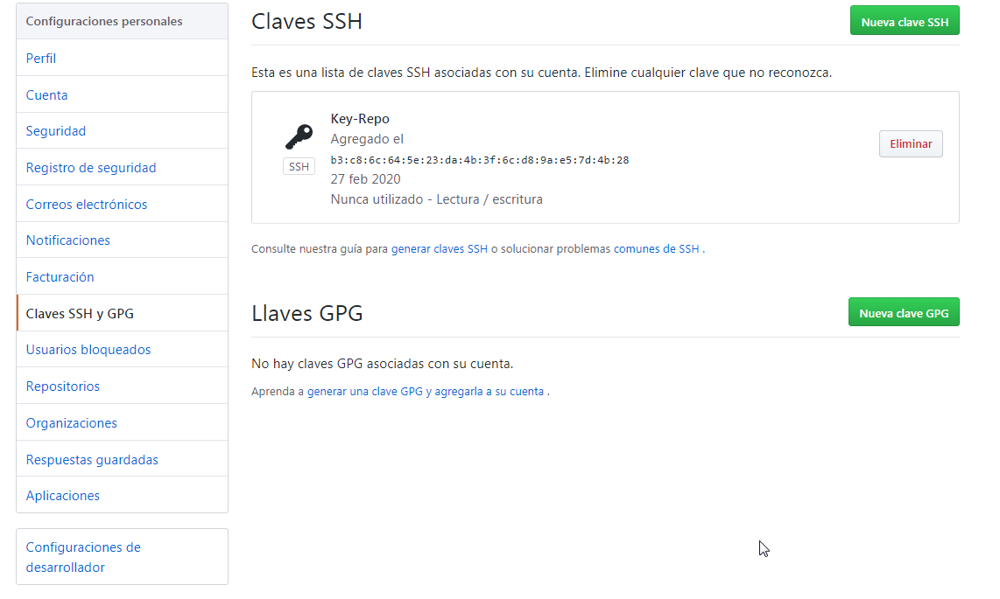 Configuraciones personales
Perfil
Cuenta
Seguridad
Registro de seguridad
Correos electrónicos
Notificaciones
Facturación
Claves SSH y GPG
Usuarios bloqueados
Repositorios
Organizaciones
Respuestas guardadas
Aplicaciones
Configuraciones de
desarrollador
Claves SSH
Nueva clave SSH
Esta es una lista de claves SSH asociadas con su cuenta. Elimine cualquier clave que no reconozca.
Key-Repo
Agregado el
b3:c8:6c:64:5e:23:da:4b:3f:6c:d8:9a:e5:7d:4b:28
27 feb 2020
Nunca utilizado - Lectura / escritura
SSH
Eliminar
Consulte nuestra guía para generar claves SSH o solucionar problemas comunes de SSH .
Llaves GPG
Nueva clave GPG
No hay claves GPG asociadas con su cuenta.
Aprenda a generar una clave GPG y agregarla a su cuenta .